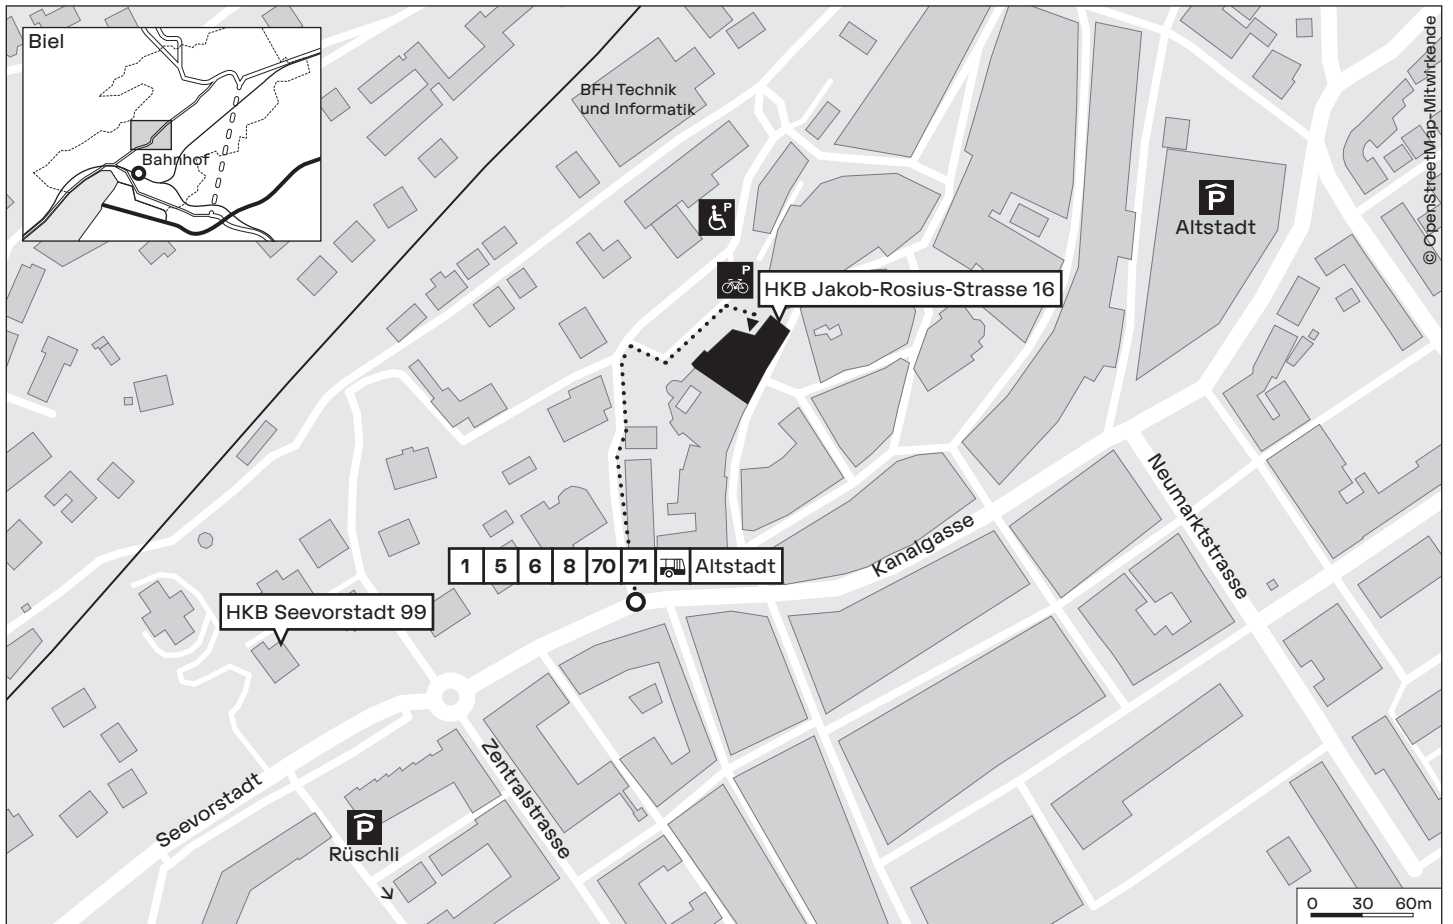 Biel
Bahnhof
BFH Technik
und Informatik
© OpenStreetMap-Mitwirkende
P
P
Altstadt
P
HKB Jakob-Rosius-Strasse 16
Neumarktstrasse
Kanalgasse
1 5 6 8 70 71 Altstadt
HKB Seevorstadt 99
Zentralstrasse
Seevorstadt
P
Rüschli
0 30 60m